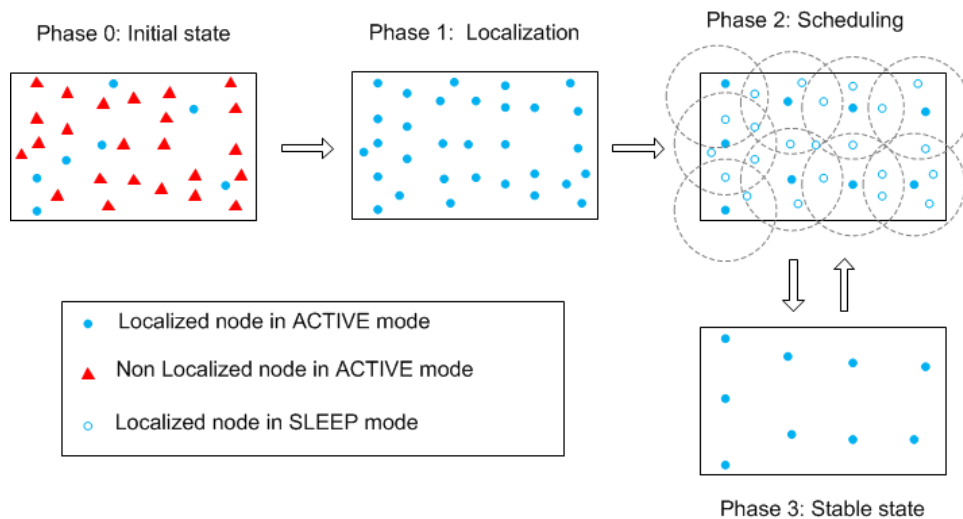 Phase 0: Initial state
Phase 1: Localization
Phase 2: Scheduling
Localized node in ACTIVE mode
Non Localized node in ACTIVE mode
Localized node in SLEEP mode
Phase 3: Stable state